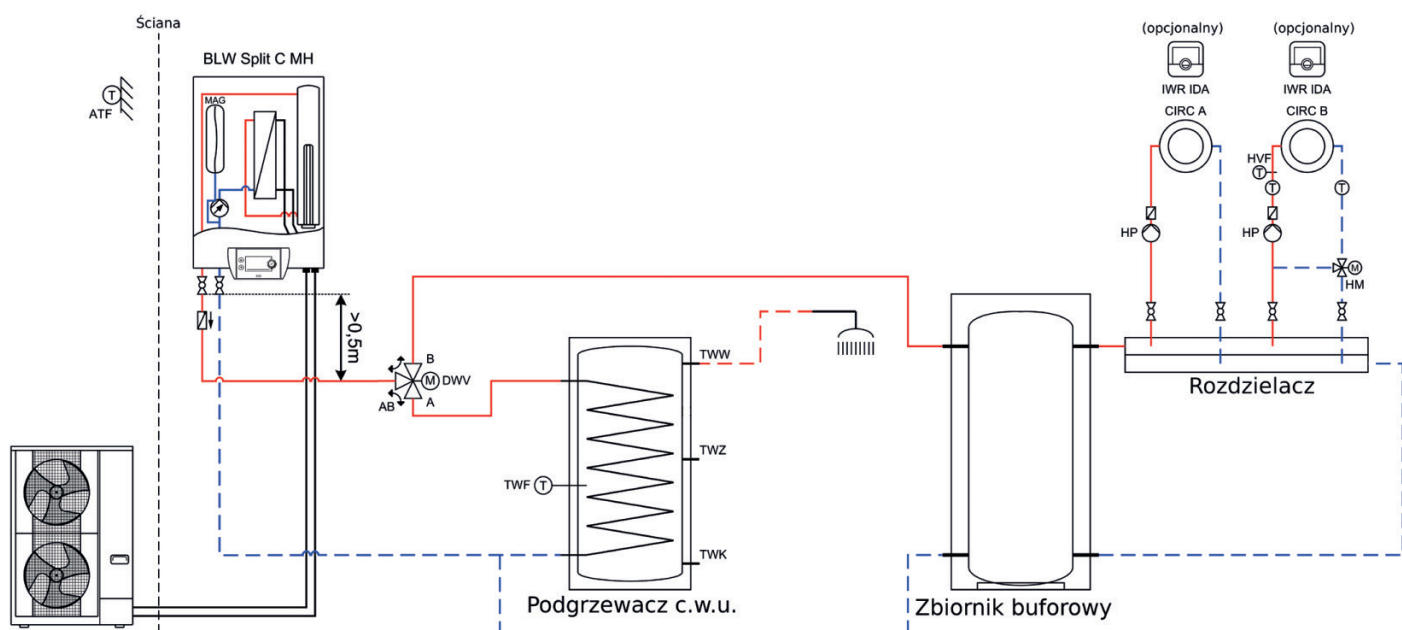 Ściana
BLW Split C MH
MAG
T
ATF
(opcjonalny)
(opcjonalny)
IWR IDA
IWR IDA
CIRC A
CIRC B
HVF
T
T
T
HP
HP
M
HM
>0,5m
B
M DWV
AB
A
TWW
TWZ
TWF T
TWK
Rozdzielacz
Podgrzewacz c.w.u.
Zbiornik buforowy